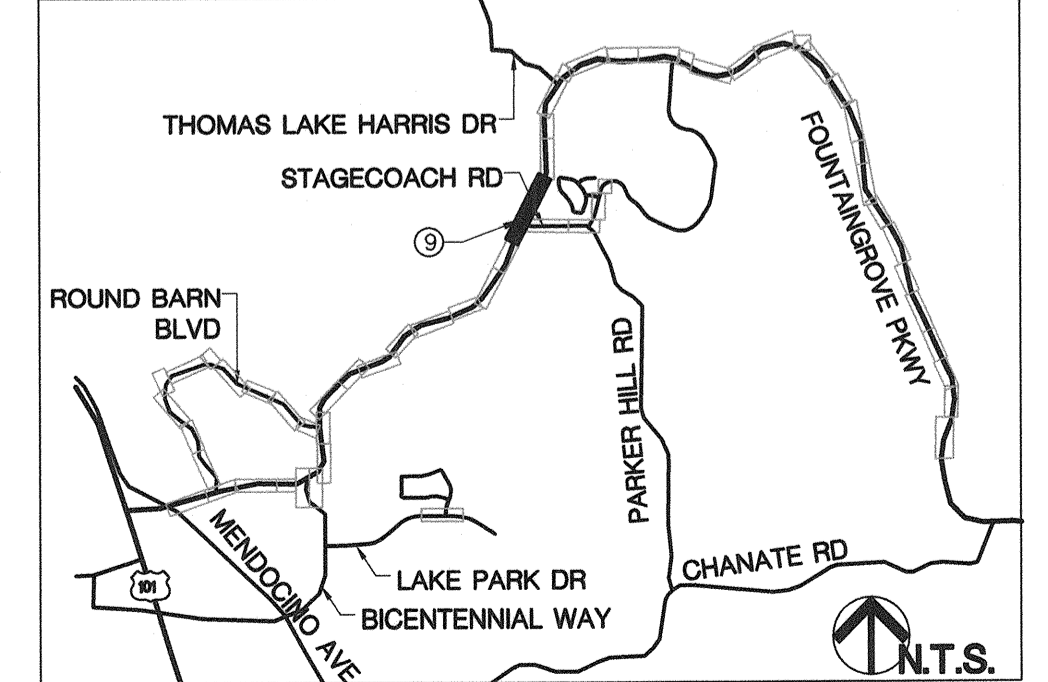 THOMAS LAKE HARRIS DR
STAGECOACH RD
9
FOUNTAINGROVE PKWY
ROUND BARN
BLVD
PARKER HILL RD
MENDOCINO AVE
101
LAKE PARK DR
BICENTENNIAL WAY
CHANATE RD
N.T.S.